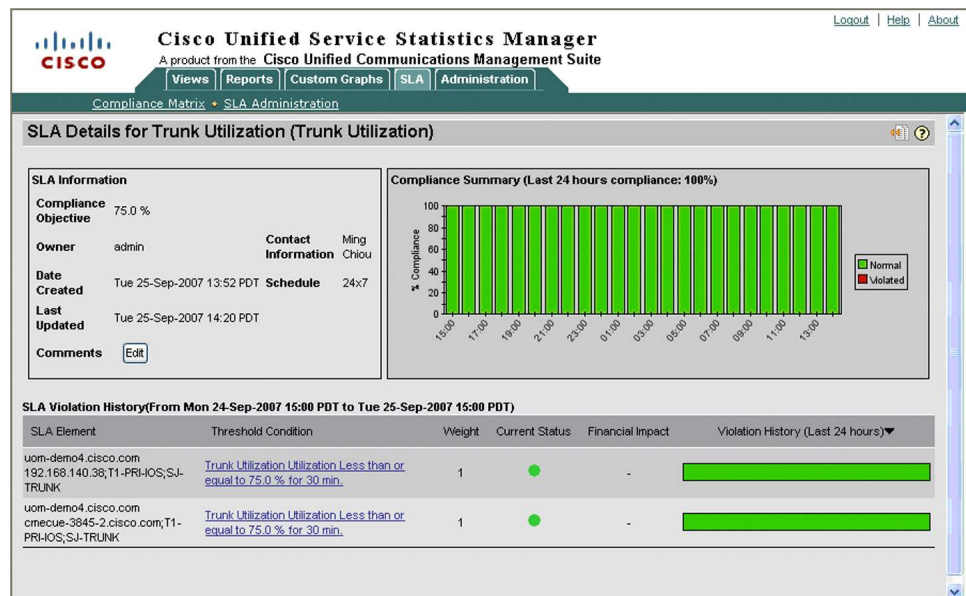 Logout | Help | About
CISCO
Cisco Unified Service Statistics Manager
A product from the Cisco Unified Communications Management Suite
Views Reports Custom Graphs SLA Administration
Compliance Matrix SLA Administration
SLA Details for Trunk Utilization (Trunk Utilization)
?
SLA Information
Compliance Objective 75.0 %
Owner admin Contact Information Ming Chiou
Date Created Tue 25-Sep-2007 13:52 PDT Schedule 24x7
Last Updated Tue 25-Sep-2007 14:20 PDT
Comments Edit
Compliance Summary (Last 24 hours compliance: 100%)
% Compliance
100
80
60
40
20
0
15:00 17:00 19:00 21:00 23:00 01:00 03:00 05:00 07:00 09:00 11:00 13:00
Normal
Violated
SLA Violation History(From Mon 24-Sep-2007 15:00 PDT to Tue 25-Sep-2007 15:00 PDT)
SLA Element Threshold Condition Weight Current Status Financial Impact Violation History (Last 24 hours)
uom-demo4.cisco.com
192.168.140.38;T1-PRI-IOS;SJ-
TRUNK
Trunk Utilization Utilization Less than or
equal to 75.0 % for 30 min.
1 -
uom-demo4.cisco.com
cmecue-3845-2.cisco.com;T1-
PRI-IOS;SJ-TRUNK
Trunk Utilization Utilization Less than or
equal to 75.0 % for 30 min.
1 -